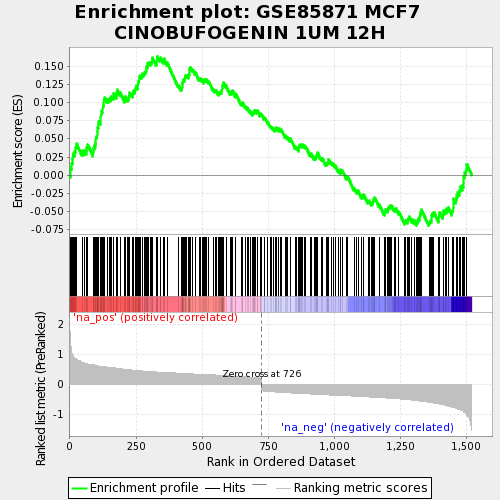 Enrichment plot: GSE85871 MCF7
CINOBUFOGENIN 1UM 12H
Enrichment score (ES)
0.150
0.125
0.100
0.075
0.050
0.025
0.000
-0.025
-0.050
-0.075
'na_pos' (positively correlated)
Ranked list metric (PreRanked)
2
1
0
-1
Zero cross at 726
'na_neg' (negatively correlated)
0
250
500
750
1,000
1,250
1,500
Rank in Ordered Dataset
Enrichment profile
Hits
Ranking metric scores